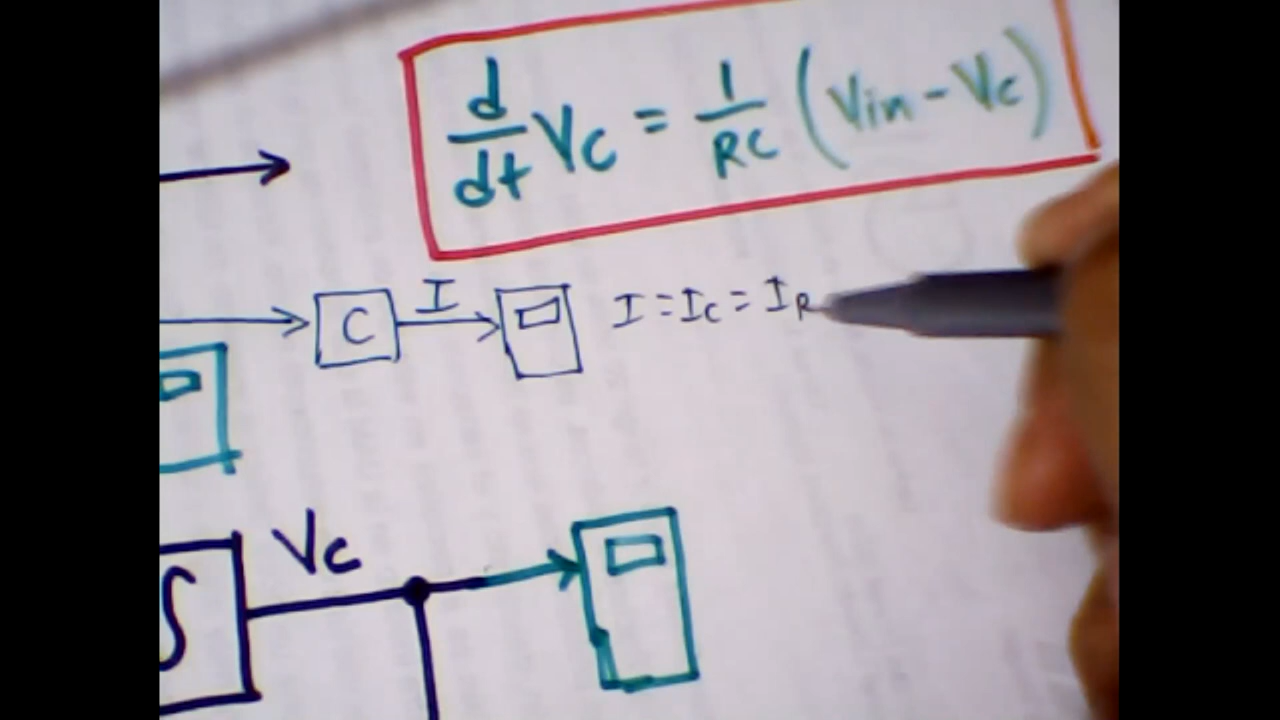 d/dt Vc = 1/RC (Vin - Vc)
C I I = Ic = IR
Vc
∫